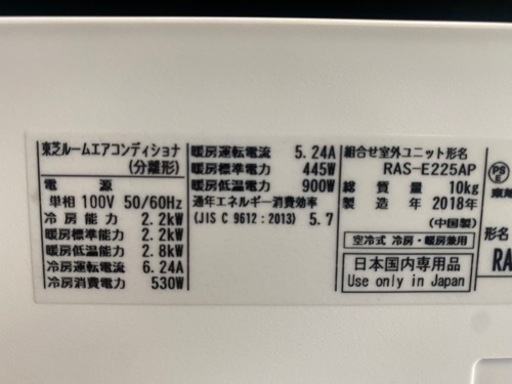 東芝ルームエアコンディショナ
(分離形)
電源
単相 100V 50/60Hz
冷房能力 2.2kW
暖房標準能力 2.2kW
暖房低温能力 2.8kW
冷房運転電流 6.24A
冷房消費電力 530W
暖房運転電流 5.24A
暖房標準電力 445W
暖房低温電力 900W
通年エネルギー消費効率
(JIS C 9612:2013) 5.7
組合せ室外ユニット形名
RAS-E225AP
総質量 10kg
製造年 2018年
(中国製)
空冷式 冷房・暖房兼用
日本国内専用品
Use only in Japan
PS
E
東芝
形名
RA